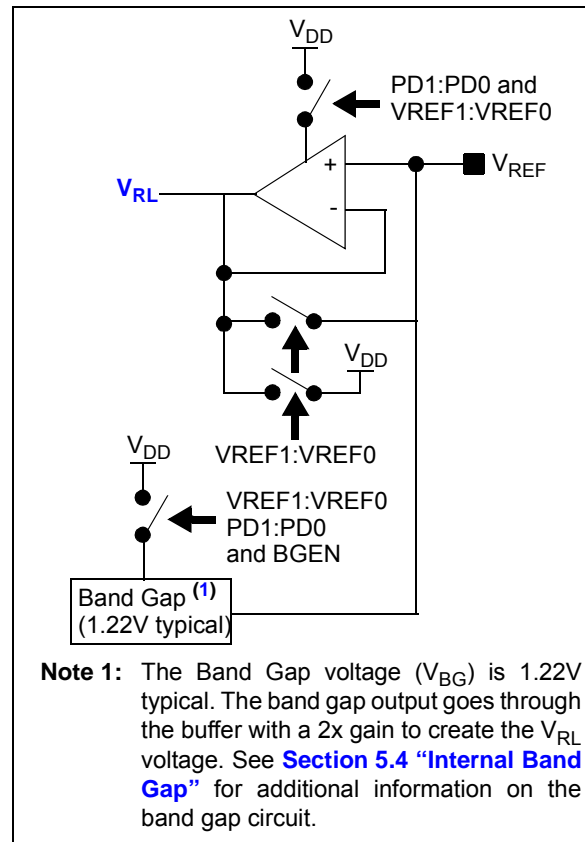 VDD
PD1:PD0 and
VREF1:VREF0
+
VREF
VRL
-
VDD
VREF1:VREF0
VDD
VREF1:VREF0
PD1:PD0
and BGEN
Band Gap (1)
(1.22V typical)
Note 1: The Band Gap voltage (VBG) is 1.22V
typical. The band gap output goes through
the buffer with a 2x gain to create the VRL
voltage. See Section 5.4 “Internal Band
Gap” for additional information on the
band gap circuit.